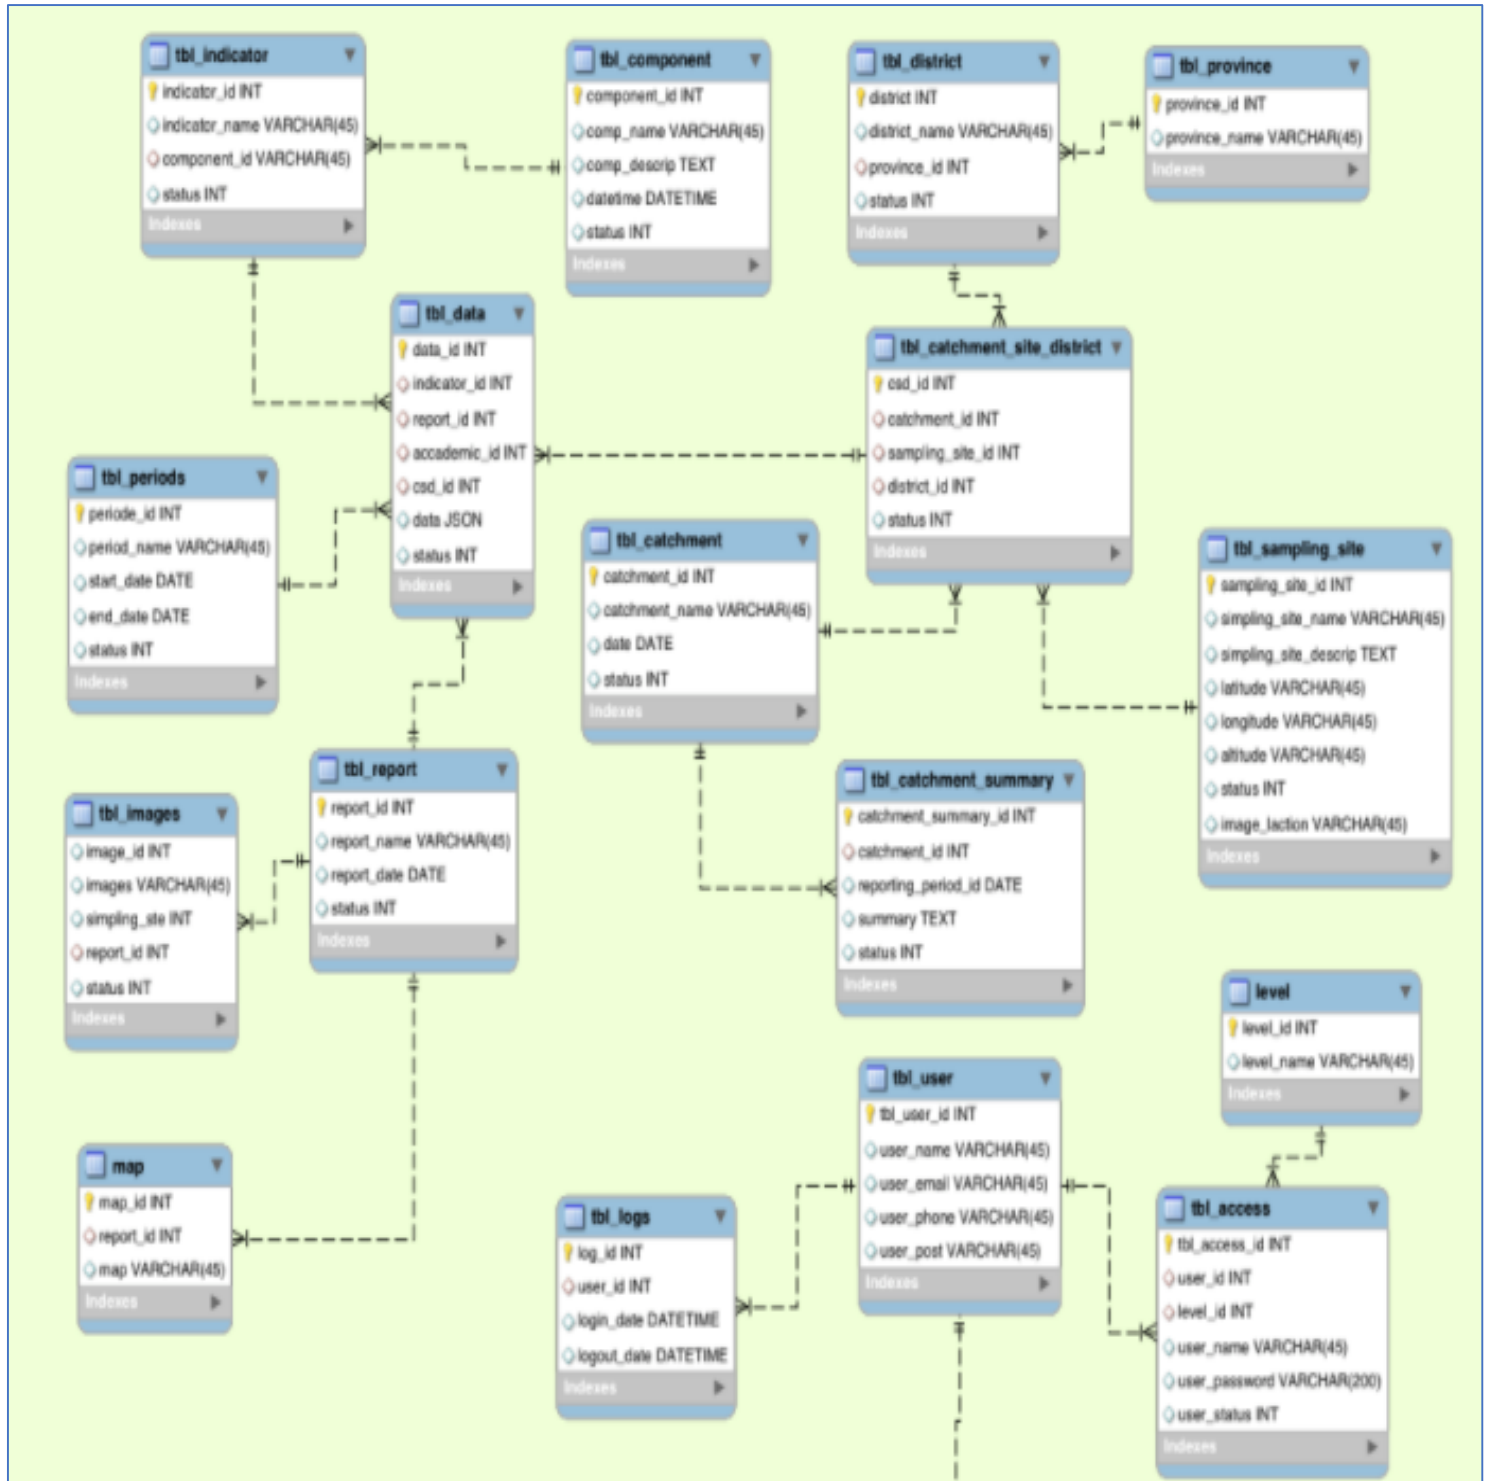 tbl_indicator
indicator_id INT
indicator_name VARCHAR(45)
component_id VARCHAR(45)
status INT
Indexes
tbl_component
component_id INT
comp_name VARCHAR(45)
comp_descrip TEXT
datetime DATETIME
status INT
Indexes
tbl_district
district INT
district_name VARCHAR(45)
province_id INT
status INT
Indexes
tbl_province
province_id INT
province_name VARCHAR(45)
Indexes
tbl_data
data_id INT
indicator_id INT
report_id INT
accademic_id INT
csd_id INT
data JSON
status INT
Indexes
tbl_catchment_site_district
csd_id INT
catchment_id INT
sampling_site_id INT
district_id INT
status INT
Indexes
tbl_periods
periode_id INT
period_name VARCHAR(45)
start_date DATE
end_date DATE
status INT
Indexes
tbl_catchment
catchment_id INT
catchment_name VARCHAR(45)
date DATE
status INT
Indexes
tbl_sampling_site
sampling_site_id INT
simpling_site_name VARCHAR(45)
simpling_site_descrip TEXT
latitude VARCHAR(45)
longitude VARCHAR(45)
altitude VARCHAR(45)
status INT
image_laction VARCHAR(45)
Indexes
tbl_report
report_id INT
report_name VARCHAR(45)
report_date DATE
status INT
Indexes
tbl_images
image_id INT
images VARCHAR(45)
simpling_ste INT
report_id INT
status INT
Indexes
tbl_catchment_summary
catchment_summary_id INT
catchment_id INT
reporting_period_id DATE
summary TEXT
status INT
Indexes
level
level_id INT
level_name VARCHAR(45)
Indexes
tbl_user
tbl_user_id INT
user_name VARCHAR(45)
user_email VARCHAR(45)
user_phone VARCHAR(45)
user_post VARCHAR(45)
Indexes
map
map_id INT
report_id INT
map VARCHAR(45)
Indexes
tbl_logs
log_id INT
user_id INT
login_date DATETIME
logout_date DATETIME
Indexes
tbl_access
tbl_access_id INT
user_id INT
level_id INT
user_name VARCHAR(45)
user_password VARCHAR(200)
user_status INT
Indexes